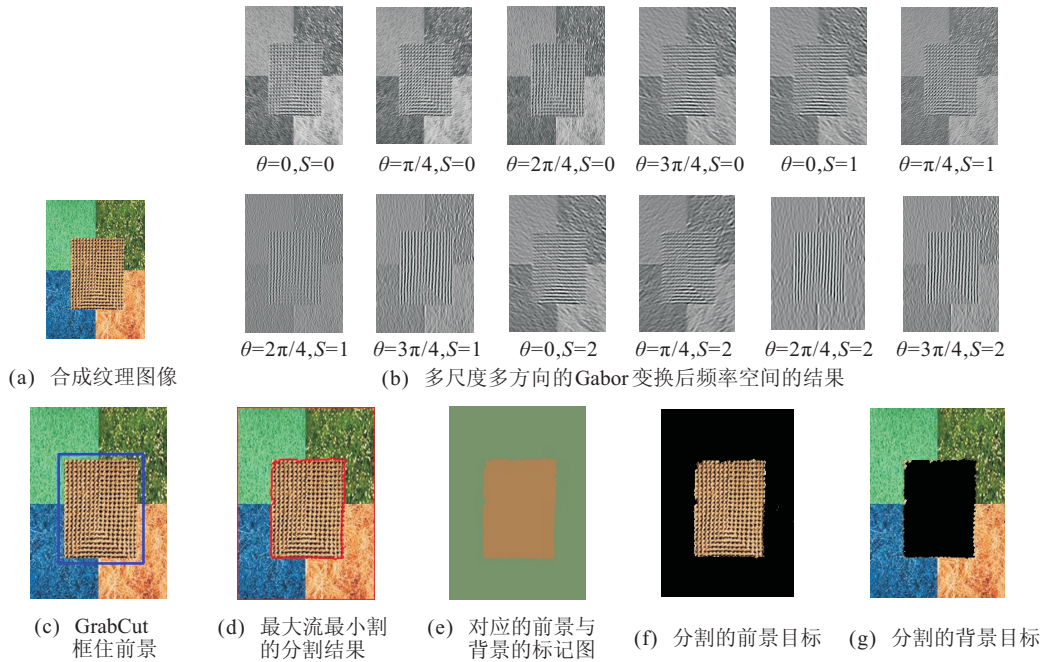 θ=0,S=0
θ=π/4,S=0
θ=2π/4,S=0
θ=3π/4,S=0
θ=0,S=1
θ=π/4,S=1
θ=2π/4,S=1
θ=3π/4,S=1
θ=0,S=2
θ=π/4,S=2
θ=2π/4,S=2
θ=3π/4,S=2
(a) 合成纹理图像
(b) 多尺度多方向的Gabor变换后频率空间的结果
(c) GrabCut
框住前景
(d) 最大流最小割
的分割结果
(e) 对应的前景与
背景的标记图
(f) 分割的前景目标
(g) 分割的背景目标